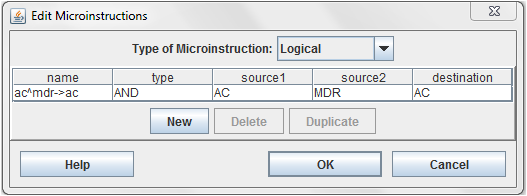 Edit Microinstructions
Type of Microinstruction: Logical
name type source1 source2 destination
ac^mdr->ac AND AC MDR AC
New Delete Duplicate
Help OK Cancel